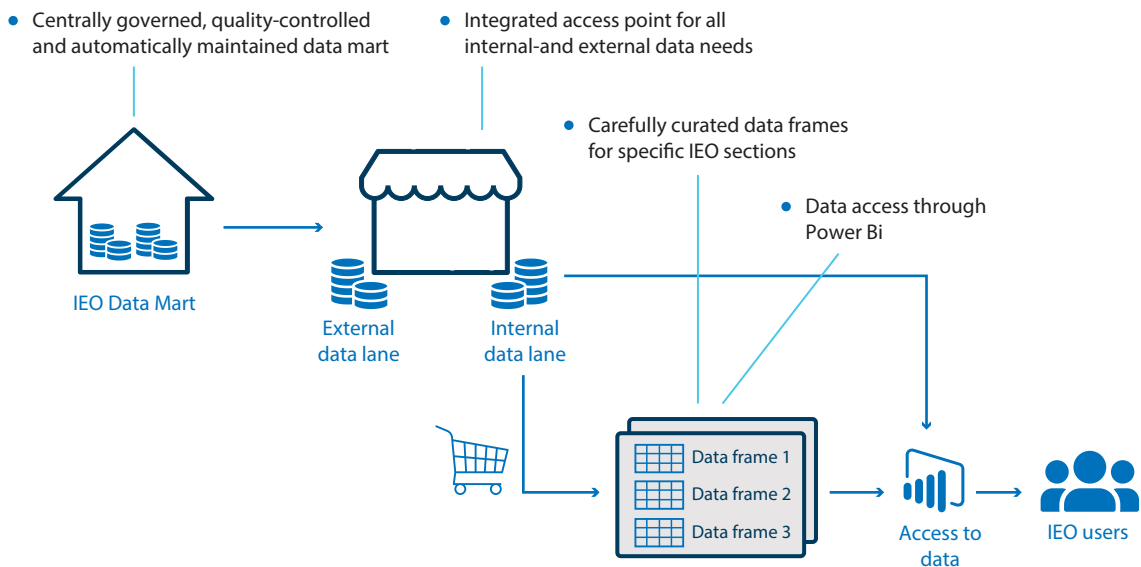 Centrally governed, quality-controlled
and automatically maintained data mart
Integrated access point for all
internal-and external data needs
Carefully curated data frames
for specific IEO sections
Data access through
Power Bi
IEO Data Mart
External
data lane
Internal
data lane
Data frame 1
Data frame 2
Data frame 3
Access to
data
IEO users